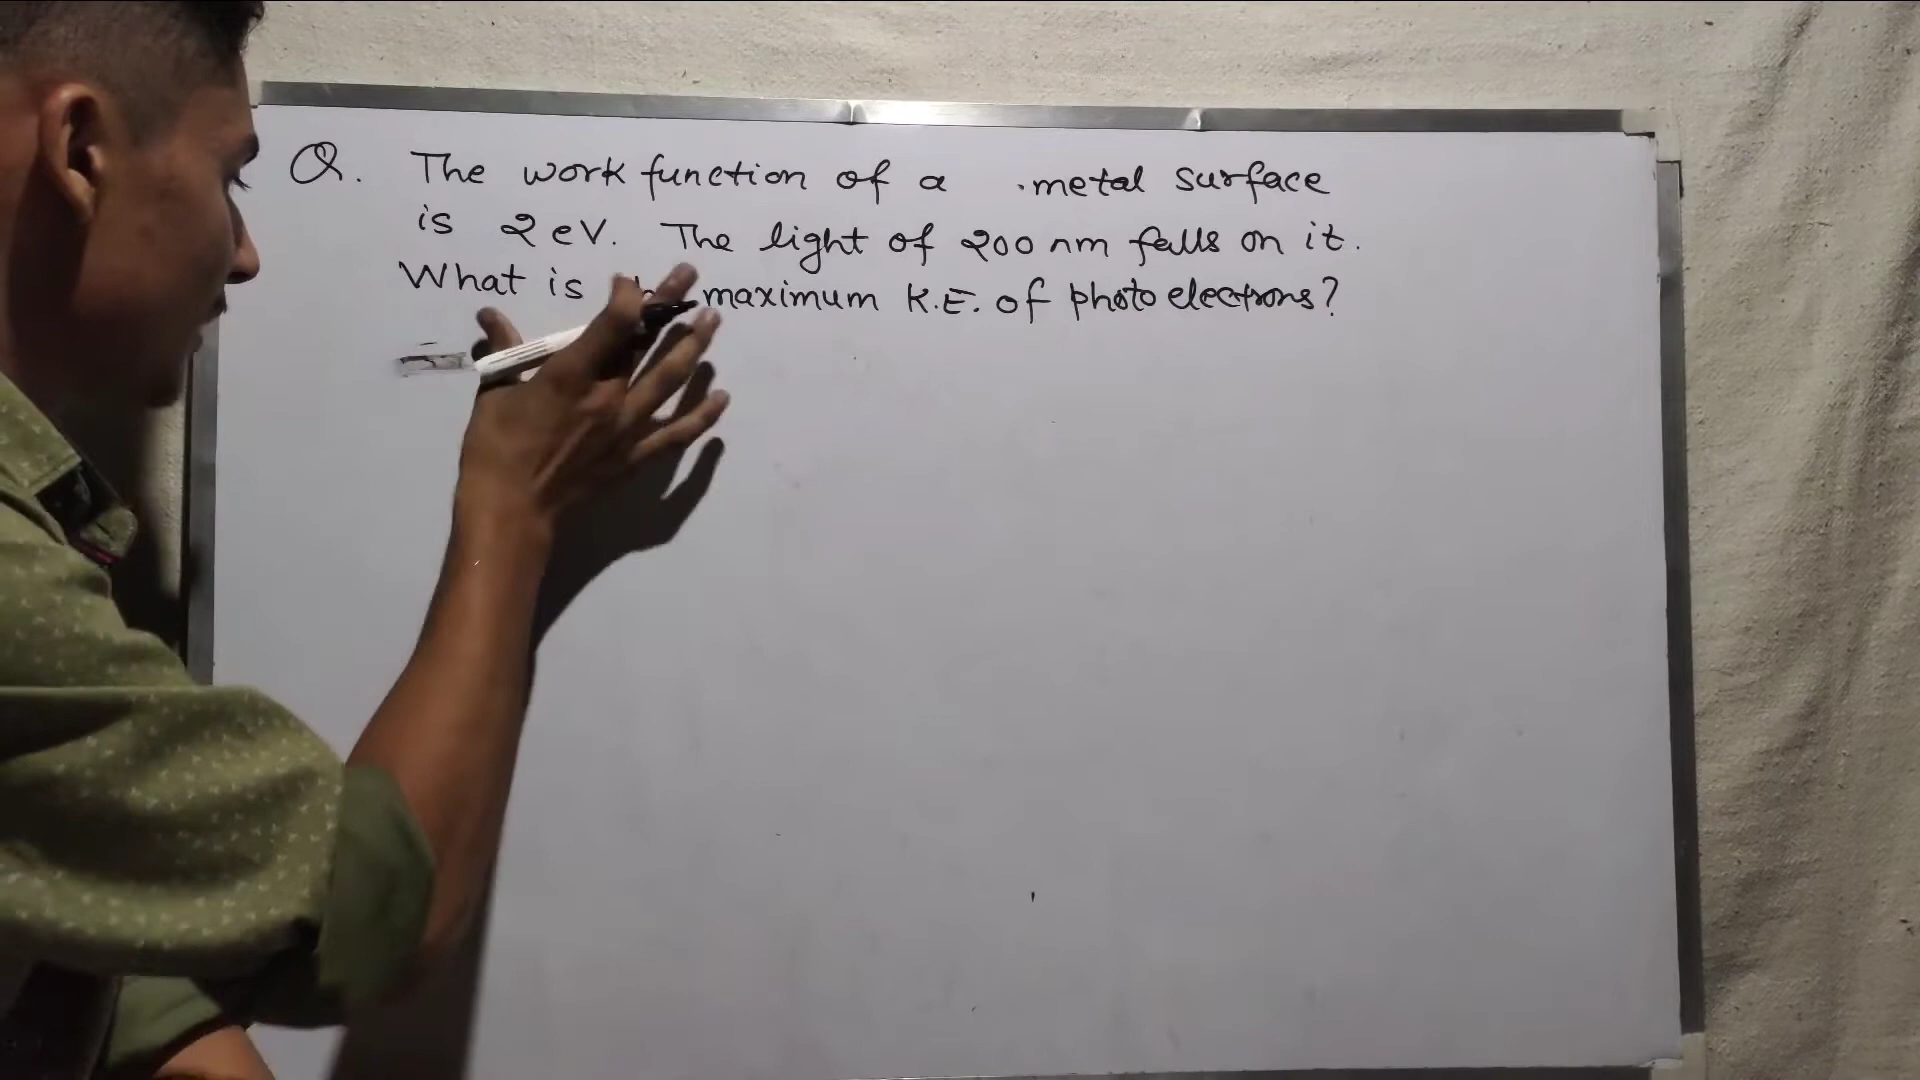 Q. The work function of a metal surface
is 2 eV. The light of 200 nm falls on it.
What is maximum K.E. of photo electrons?